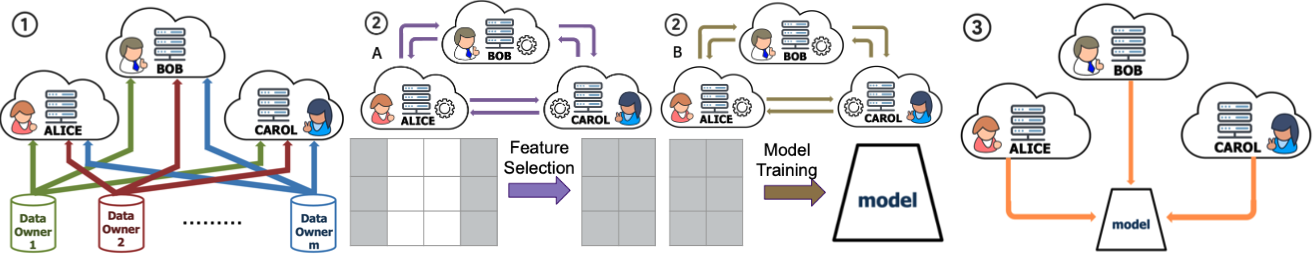 1
BOB
ALICE
CAROL
Data
Owner
1
Data
Owner
2
.........
Data
Owner
m
2
A
BOB
ALICE
CAROL
Feature
Selection
2
B
BOB
ALICE
CAROL
Model
Training
model
3
BOB
ALICE
CAROL
model